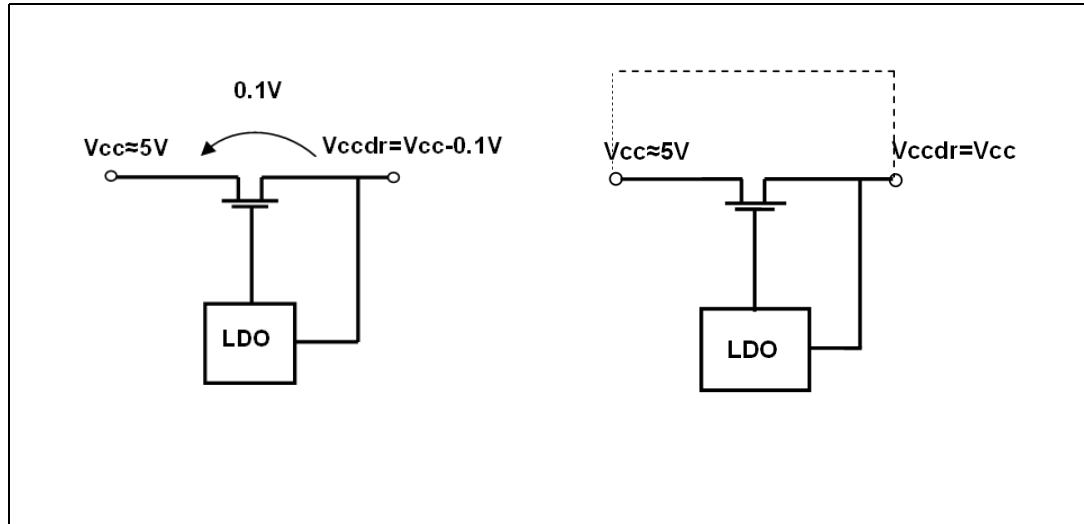 0.1V
Vcc≈5V
Vccdr=Vcc-0.1V
LDO
Vcc≈5V
Vccdr=Vcc
LDO